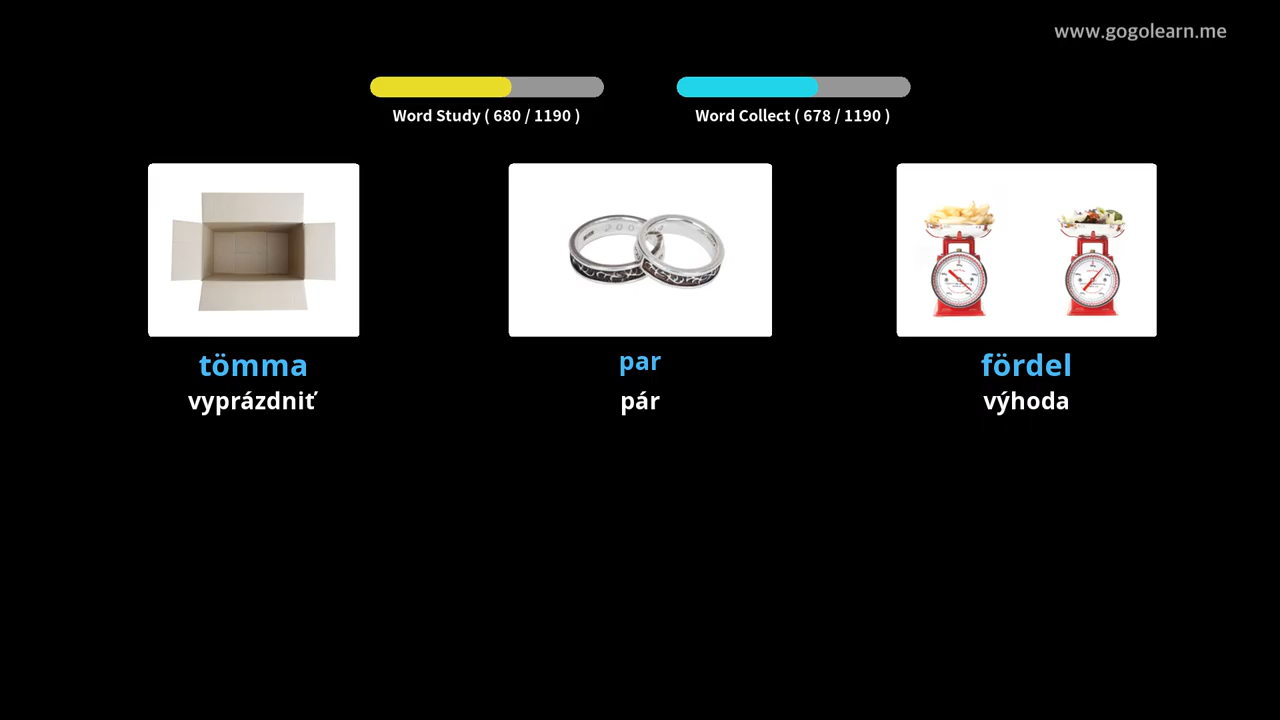 www.gogolearn.me
Word Study ( 680 / 1190 )
Word Collect ( 678 / 1190 )
tömma
par
fördel
vyprázdniť
pár
výhoda